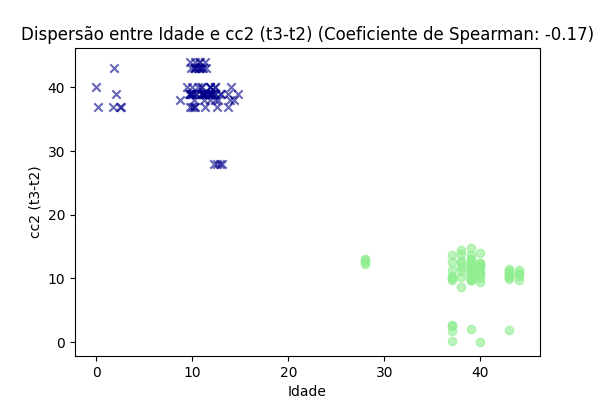 Dispersão entre Idade e cc2 (t3-t2) (Coeficiente de Spearman: -0.17)
40
30
20
10
0
cc2 (t3-t2)
0 10 20 30 40
Idade